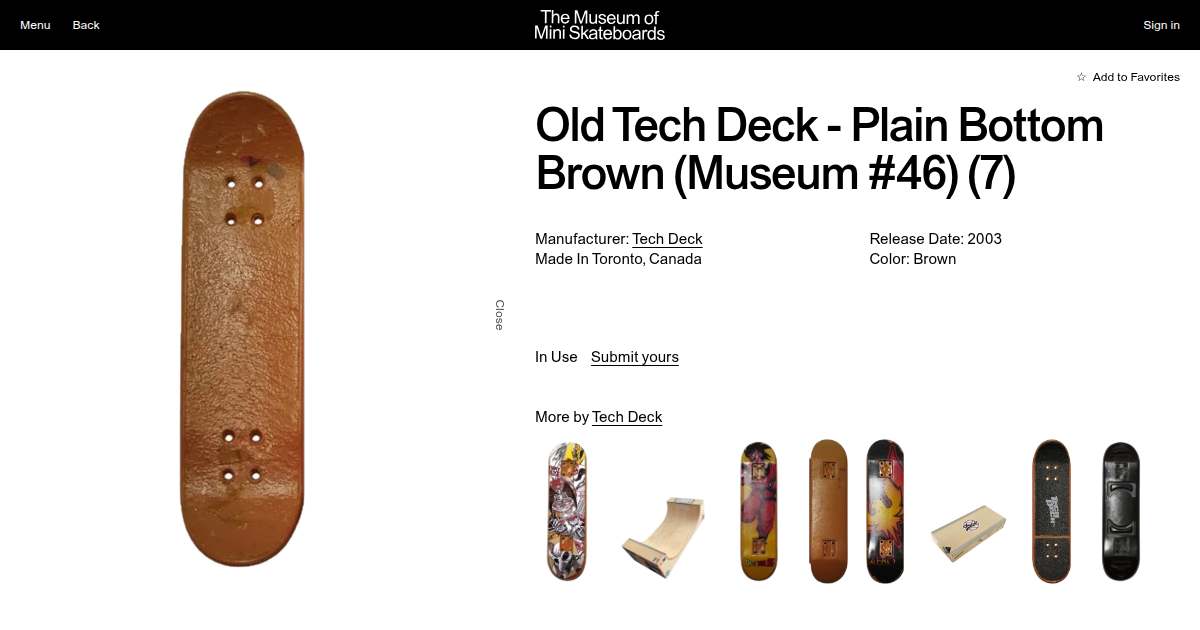 Menu
Back
The Museum of
Mini Skateboards
Sign in
☆ Add to Favorites
Old Tech Deck - Plain Bottom
Brown (Museum #46) (7)
Manufacturer: Tech Deck
Made In Toronto, Canada
Release Date: 2003
Color: Brown
Close
In Use
Submit yours
More by Tech Deck